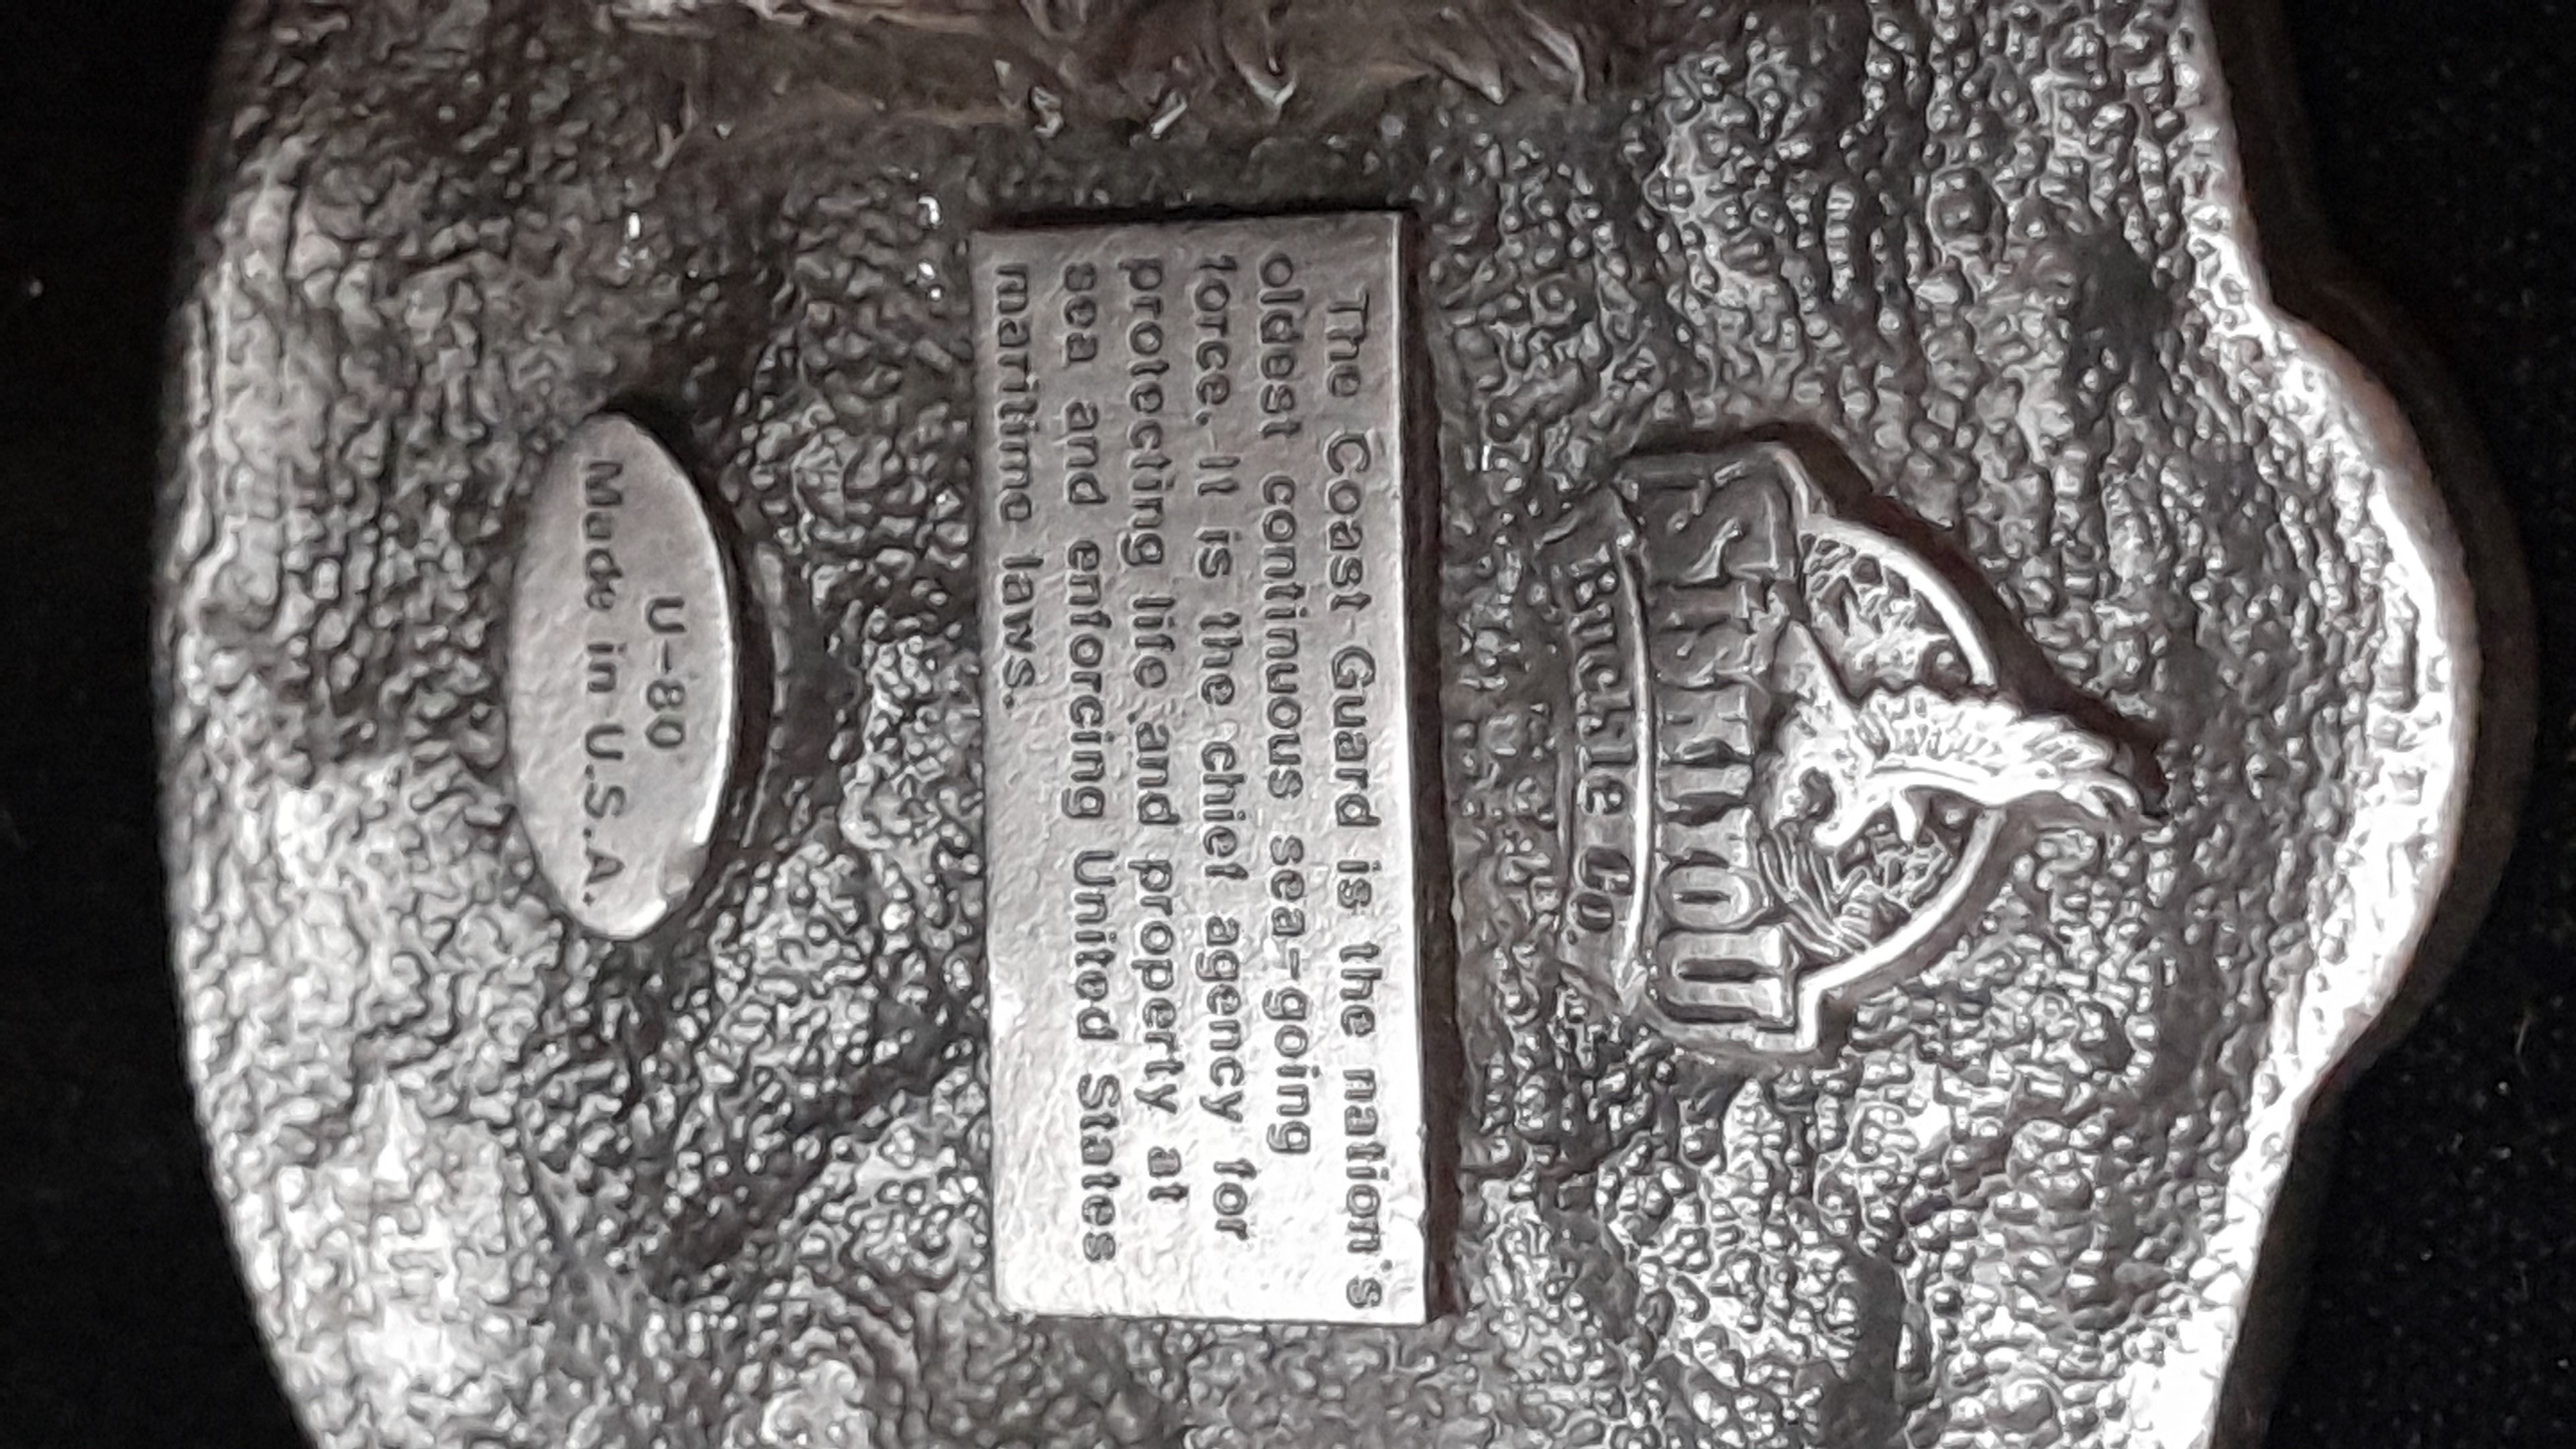 SISKIYOU
Buckle Co.
The Coast Guard is the nation's
oldest continuous sea-going
force. It is the chief agency for
protecting life and property at
sea and enforcing United States
maritime laws.
U-80
Made in U.S.A.